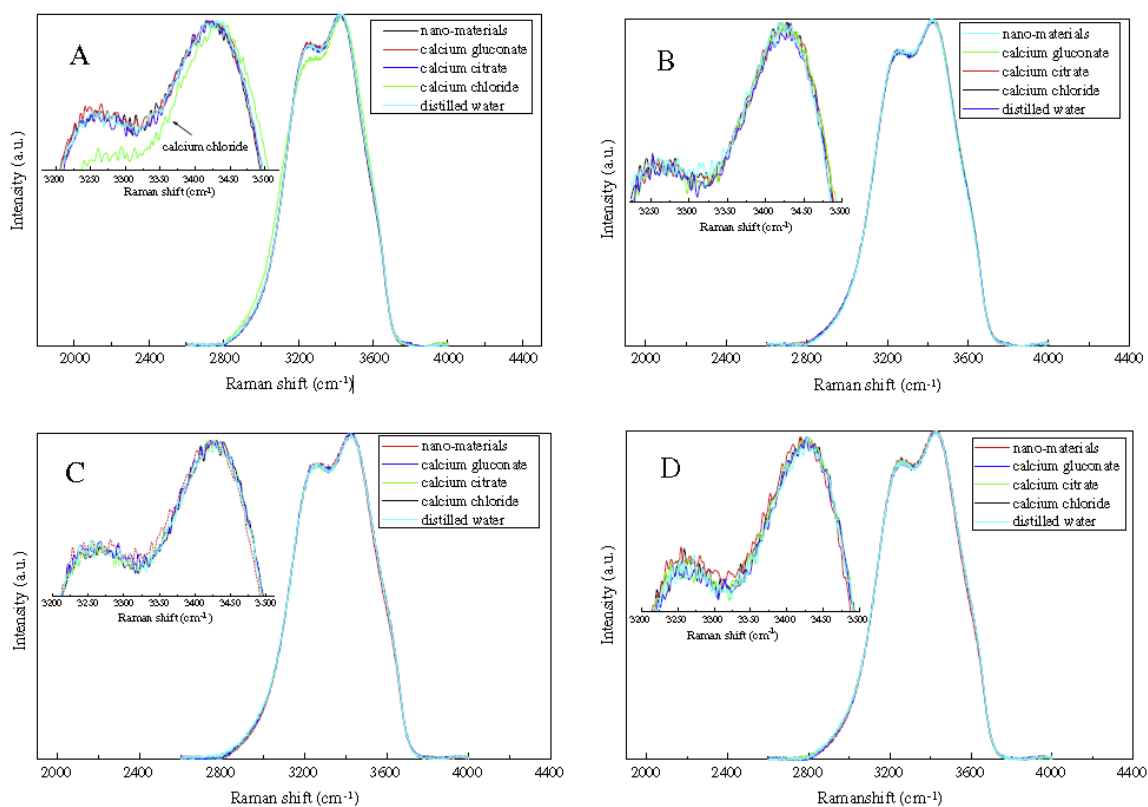 A
nano-materials
calcium gluconate
calcium citrate
calcium chloride
distilled water
calcium chloride
3200 3250 3300 3350 3400 3450 3500
Raman shift (cm-1)
Intensity (a.u.)
2000 2400 2800 3200 3600 4000 4400
Raman shift (cm-1)
B
nano-materials
calcium gluconate
calcium citrate
calcium chloride
distilled water
3250 3300 3350 3400 3450 3500
Raman shift (cm-1)
Intensity (a.u.)
2000 2400 2800 3200 3600 4000 4400
Raman shift (cm-1)
C
nano-materials
calcium gluconate
calcium citrate
calcium chloride
distilled water
3200 3250 3300 3350 3400 3450 3500
Raman shift (cm-1)
Intensity (a.u.)
2000 2400 2800 3200 3600 4000 4400
Raman shift (cm-1)
D
nano-materials
calcium gluconate
calcium citrate
calcium chloride
distilled water
3200 3250 3300 3350 3400 3450 3500
Raman shift (cm-1)
Intensity (a.u.)
2000 2400 2800 3200 3600 4000 4400
Ramanshift (cm-1)